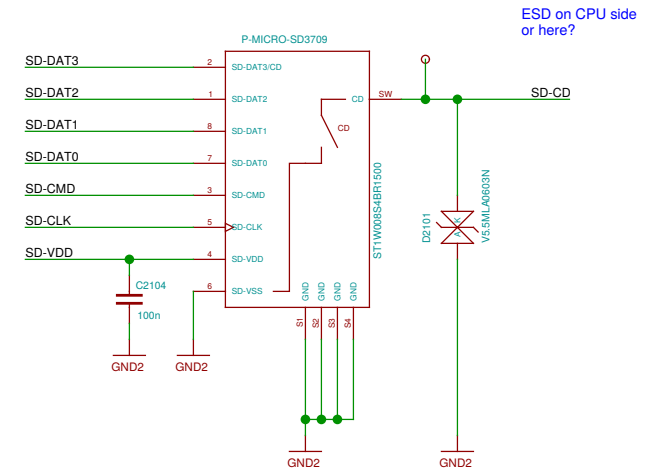 ESD on CPU side
or here?
P-MICRO-SD3709
SD-DAT3 2 SD-DAT3/CD
SD-DAT2 1 SD-DAT2 CD SW SD-CD
SD-DAT1 8 SD-DAT1 CD
SD-DAT0 7 SD-DAT0
SD-CMD 3 SD-CMD
SD-CLK 5 SD-CLK
SD-VDD 4 SD-VDD
6 SD-VSS
ST1W008S4BR1500
D2101
A K
V5.5MLA0603N
C2104
100n
GND GND GND GND
S1 S2 S3 S4
GND2 GND2
GND2 GND2